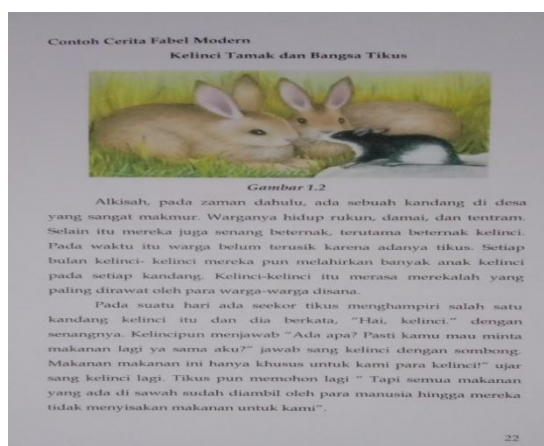 Contoh Cerita Fabel Modern
Kelinci Tamak dan Bangsa Tikus
Gambar 1.2
Alkisah, pada zaman dahulu, ada sebuah kandang di desa
yang sangat makmur. Warganya hidup rukun, damai, dan tentram.
Selain itu mereka juga senang beternak, terutama beternak kelinci.
Pada waktu itu warga belum terusik karena adanya tikus. Setiap
bulan kelinci- kelinci mereka pun melahirkan banyak anak kelinci
pada setiap kandang. Kelinci-kelinci itu merasa merekalah yang
paling dirawat oleh para warga-warga disana.
Pada suatu hari ada seekor tikus menghampiri salah satu
kandang kelinci itu dan dia berkata, "Hai, kelinci." dengan
senangnya. Kelincipun menjawab "Ada apa? Pasti kamu mau minta
makanan lagi ya sama aku?" jawab sang kelinci dengan sombong.
Makanan makanan ini hanya khusus untuk kami para kelinci!" ujar
sang kelinci lagi. Tikus pun memohon lagi " Tapi semua makanan
yang ada di sawah sudah diambil oleh para manusia hingga mereka
tidak menyisakan makanan untuk kami".
22